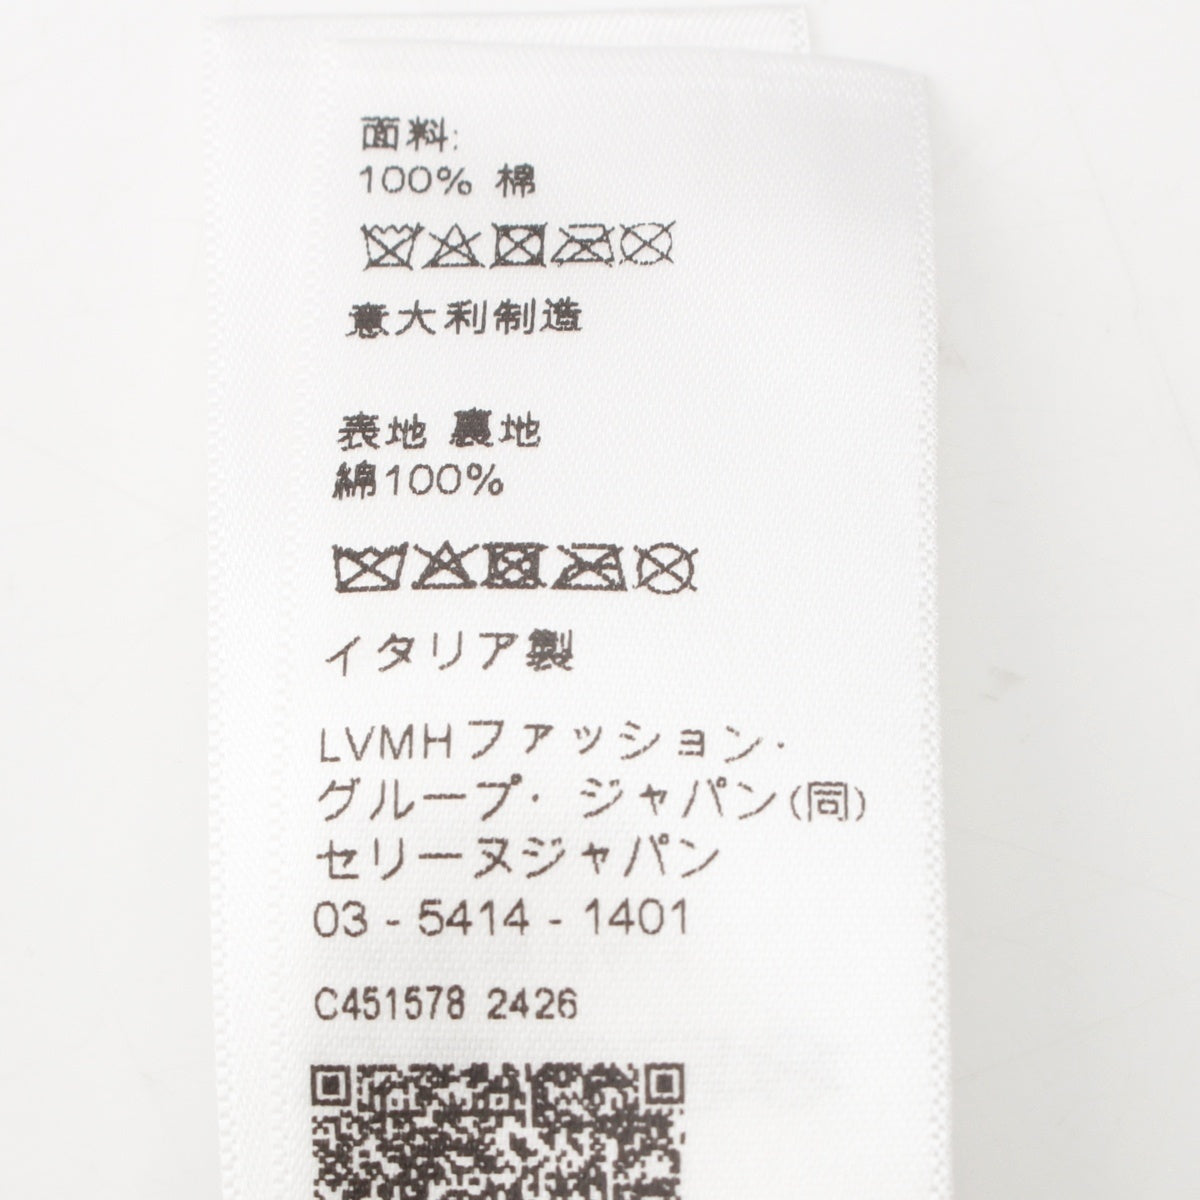 面料:
100% 棉
意大利制造
表地 裏地
綿100%
イタリア製
LVMHファッション・
グループ・ ジャパン(同)
セリーヌジャパン
03 - 5414 - 1401
C451578 2426